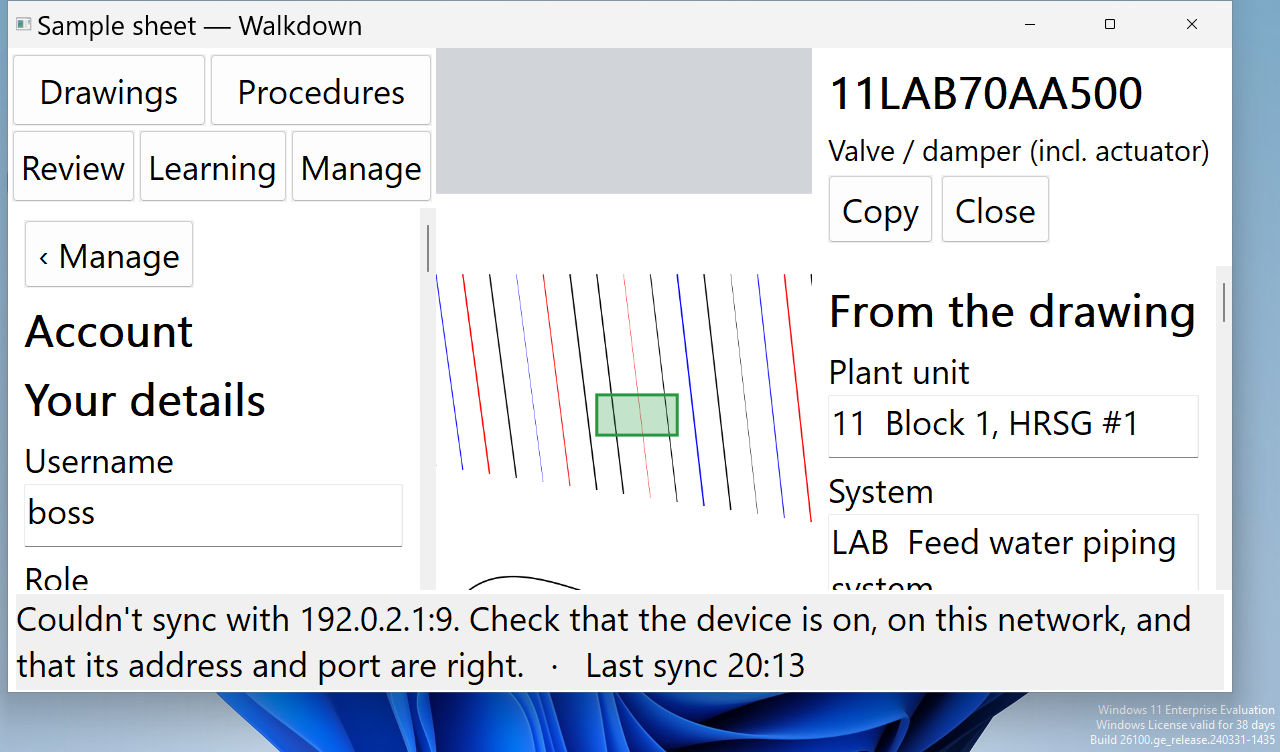 Sample sheet — Walkdown
Drawings
Procedures
Review
Learning
Manage
‹ Manage
Account
Your details
Username
boss
Role
11LAB70AA500
Valve / damper (incl. actuator)
Copy
Close
From the drawing
Plant unit
11  Block 1, HRSG #1
System
LAB  Feed water piping
system
Couldn't sync with 192.0.2.1:9. Check that the device is on, on this network, and
that its address and port are right.   ·   Last sync 20:13
Windows 11 Enterprise Evaluation
Windows License valid for 38 days
Build 26100.ge_release.240331-1435